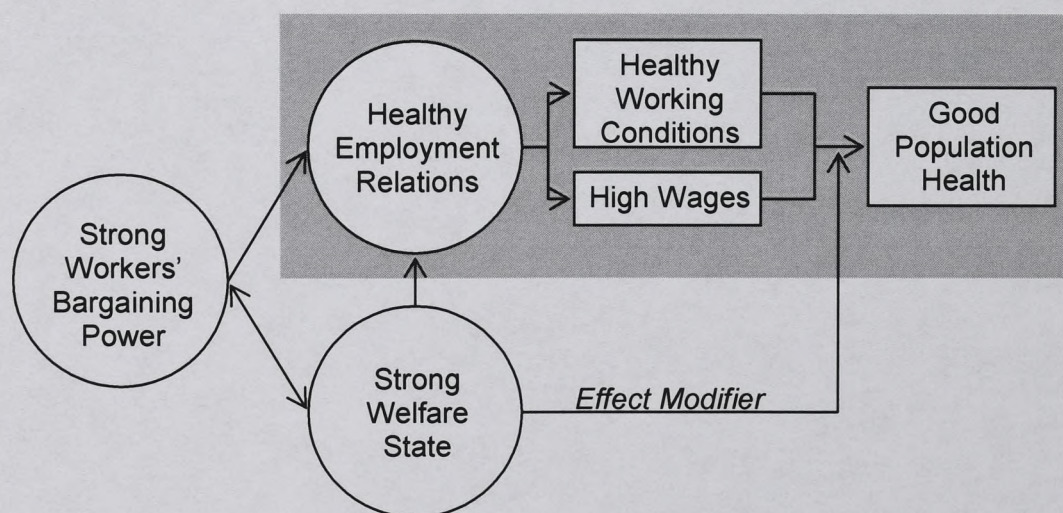 Healthy
Employment
Relations
Healthy
Working
Conditions
High Wages
Good
Population
Health
Strong
Workers'
Bargaining
Power
Strong
Welfare
State
Effect Modifier